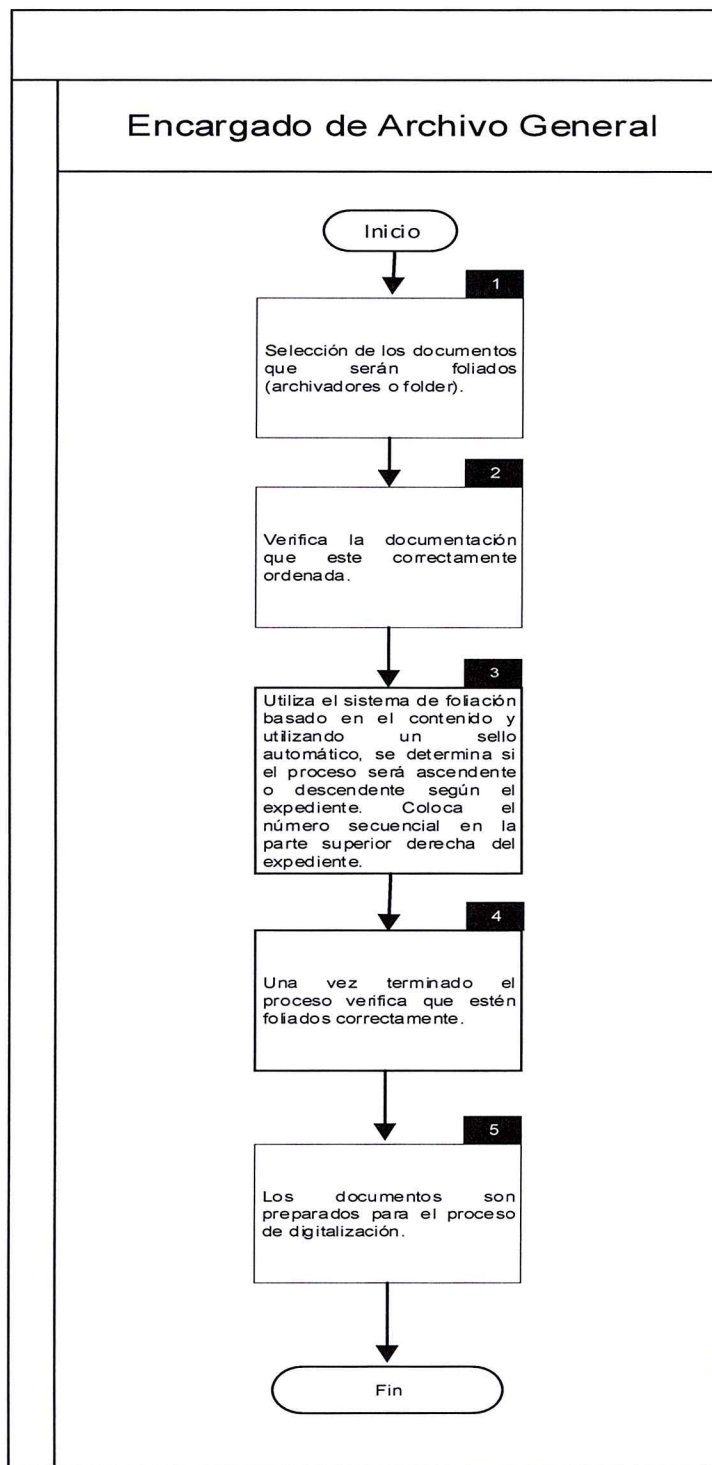 Encargado de Archivo General
Inicio
1
Selección de los documentos
que serán foliados
(archivadores o folder).
2
Verifica la documentación
que este correctamente
ordenada.
3
Utiliza el sistema de foliación
basado en el contenido y
utilizando un sello
automático, se determina si
el proceso será ascendente
o descendente según el
expediente. Coloca el
número secuencial en la
parte superior derecha del
expediente.
4
Una vez terminado el
proceso verifica que estén
foliados correctamente.
5
Los documentos son
preparados para el proceso
de digitalización.
Fin